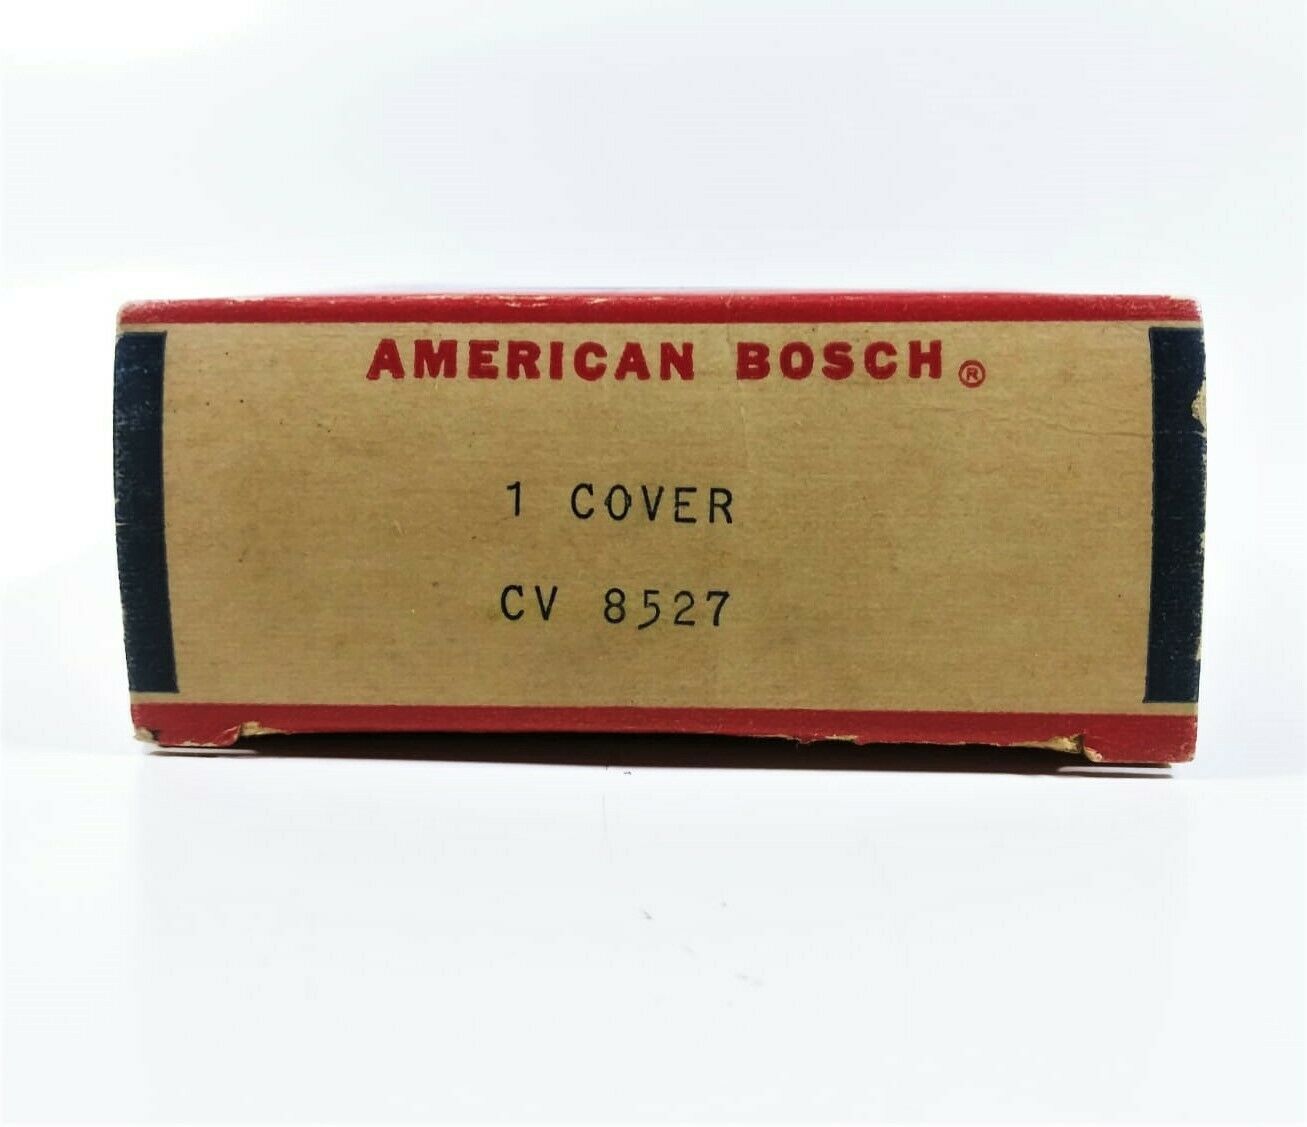 AMERICAN BOSCH®
1 COVER
CV 8527